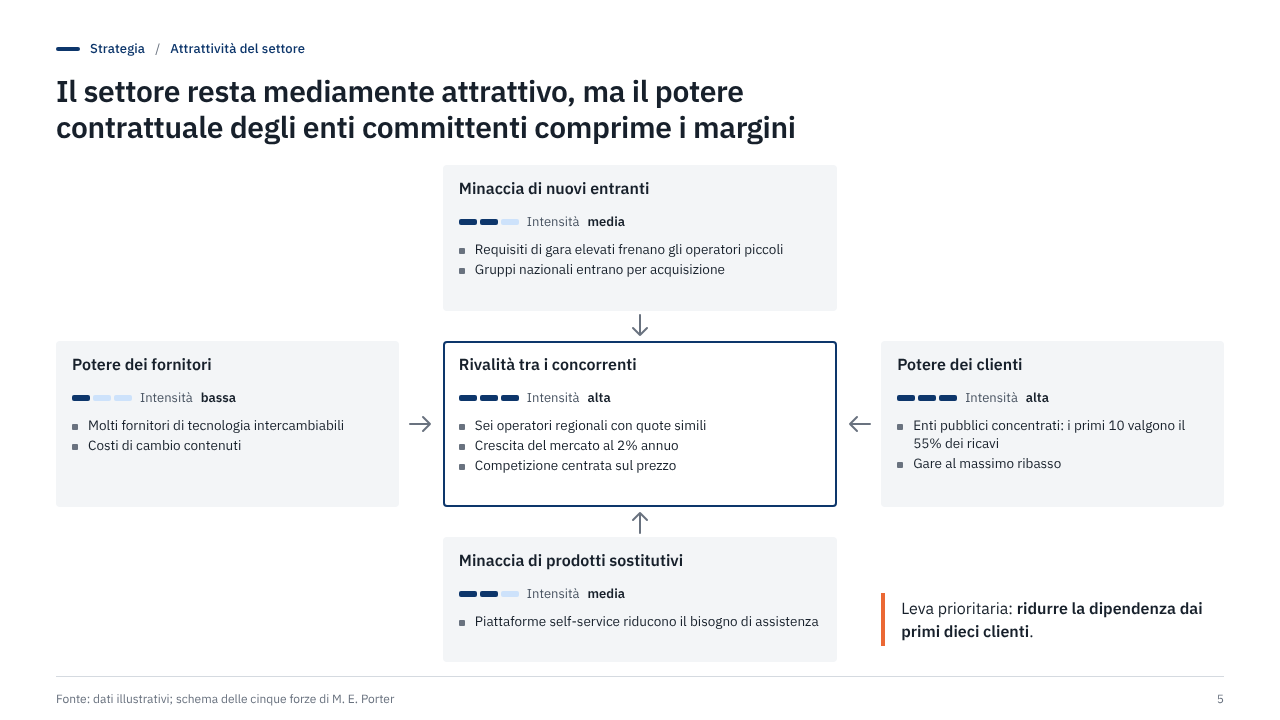 Strategia / Attrattività del settore
Il settore resta mediamente attrattivo, ma il potere
contrattuale degli enti committenti comprime i margini
Minaccia di nuovi entranti
Intensità media
Requisiti di gara elevati frenano gli operatori piccoli
Gruppi nazionali entrano per acquisizione
Potere dei fornitori
Intensità bassa
Molti fornitori di tecnologia intercambiabili
Costi di cambio contenuti
Rivalità tra i concorrenti
Intensità alta
Sei operatori regionali con quote simili
Crescita del mercato al 2% annuo
Competizione centrata sul prezzo
Potere dei clienti
Intensità alta
Enti pubblici concentrati: i primi 10 valgono il
55% dei ricavi
Gare al massimo ribasso
Minaccia di prodotti sostitutivi
Intensità media
Piattaforme self-service riducono il bisogno di assistenza
Leva prioritaria: ridurre la dipendenza dai
primi dieci clienti.
Fonte: dati illustrativi; schema delle cinque forze di M. E. Porter
5